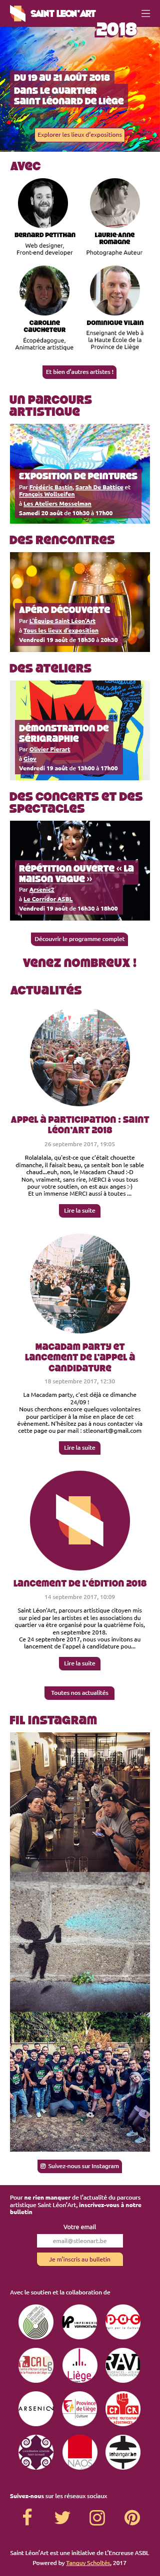 SAINT LEON'ART
2018
DU 19 AU 21 AOÛT 2018
DANS LE QUARTIER
SAINT LÉONARD DE LIÈGE
Explorer les lieux d'expositions
AVEC
BERNARD PETITHAN
Web designer,
Front-end developer
LAURIE-ANNE
ROMAGNE
Photographe Auteur
CAROLINE
CAUCHETEUR
Écopédagogue,
Animatrice artistique
DOMINIQUE VILAIN
Enseignant de Web à
la Haute École de la
Province de Liège
Et bien d'autres artistes !
UN PARCOURS
ARTISTIQUE
EXPOSITION DE PEINTURES
Par Frédéric Bastin, Sarah De Battice et
François Wollseifen
à Les Ateliers Mosselman
Samedi 20 août de 10h30 à 17h00
DES RENCONTRES
APÉRO DÉCOUVERTE
Par L'Équipe Saint Léon'Art
à Tous les lieux d'exposition
Vendredi 19 août de 18h30 à 20h30
DES ATELIERS
DÉMONSTRATION DE
SÉRIGRAPHIE
Par Olivier Pierart
à Giov
Vendredi 19 août de 13h00 à 17h00
DES CONCERTS ET DES
SPECTACLES
RÉPÉTITION OUVERTE « LA
MAISON VAGUE »
Par Arsenic2
à Le Corridor ASBL
Vendredi 19 août de 16h30 à 18h00
Découvrir le programme complet
VENEZ NOMBREUX !
ACTUALITÉS
APPEL À PARTICIPATION : SAINT
LÉON'ART 2018
26 septembre 2017, 19:05
Rolalalala, qu'est-ce que c'était chouette ce
dimanche, il faisait beau, ça sentait bon le sable
chaud...euh, non, le Macadam Chaud :-D
Non, vraiment, sans rire, MERCI à vous tous
pour votre soutien, on est aux anges :-)
Et un immense MERCI aussi à toutes ...
Lire la suite
MACADAM PARTY ET
LANCEMENT DE L'APPEL À
CANDIDATURE
18 septembre 2017, 12:30
La Macadam party, c'est déjà ce dimanche
24/09 !
Nous cherchons encore quelques volontaires
pour participer à la mise en place de cet
évènement. N'hésitez pas à nous contacter via
cette page ou par mail : stleonart@gmail.com
Lire la suite
LANCEMENT DE L'ÉDITION 2018
14 septembre 2017, 10:09
Saint Léon'Art, parcours artistique citoyen mis
sur pied par les artistes et associations du
quartier va être organisé pour la quatrième fois,
en septembre 2018.
Ce 24 septembre 2017, nous vous invitons au
lancement de l'appel à candidature pou...
Lire la suite
Toutes nos actualités
FIL INSTAGRAM
Suivez-nous sur Instagram
Pour ne rien manquer de l'actualité du parcours
artistique Saint Léon'Art, inscrivez-vous à notre
bulletin
Votre email
email@stleonart.be
Je m'inscris au bulletin
Avec le soutien et la collaboration de
ARSENIC2
Liège
Province de Liège
RAVI
NAOS
Suivez-nous sur les réseaux sociaux
Saint Léon'Art est une initiative de L'Encreuse ASBL
Powered by Tanguy Scholtès, 2017